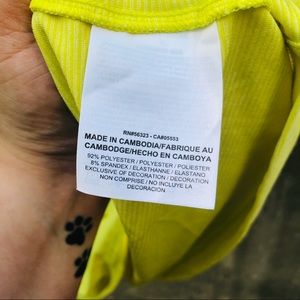 RN#56323 - CA#05553
MADE IN CAMBODIA/FABRIQUE AU
CAMBODGE/HECHO EN CAMBOYA
92% POLYESTER / POLYESTER / POLIESTER
8% SPANDEX / ELASTHANNE / ELASTANO
EXCLUSIVE OF DECORATION / DECORATION
NON COMPRISE / NO INCLUYE LA
DECORACION